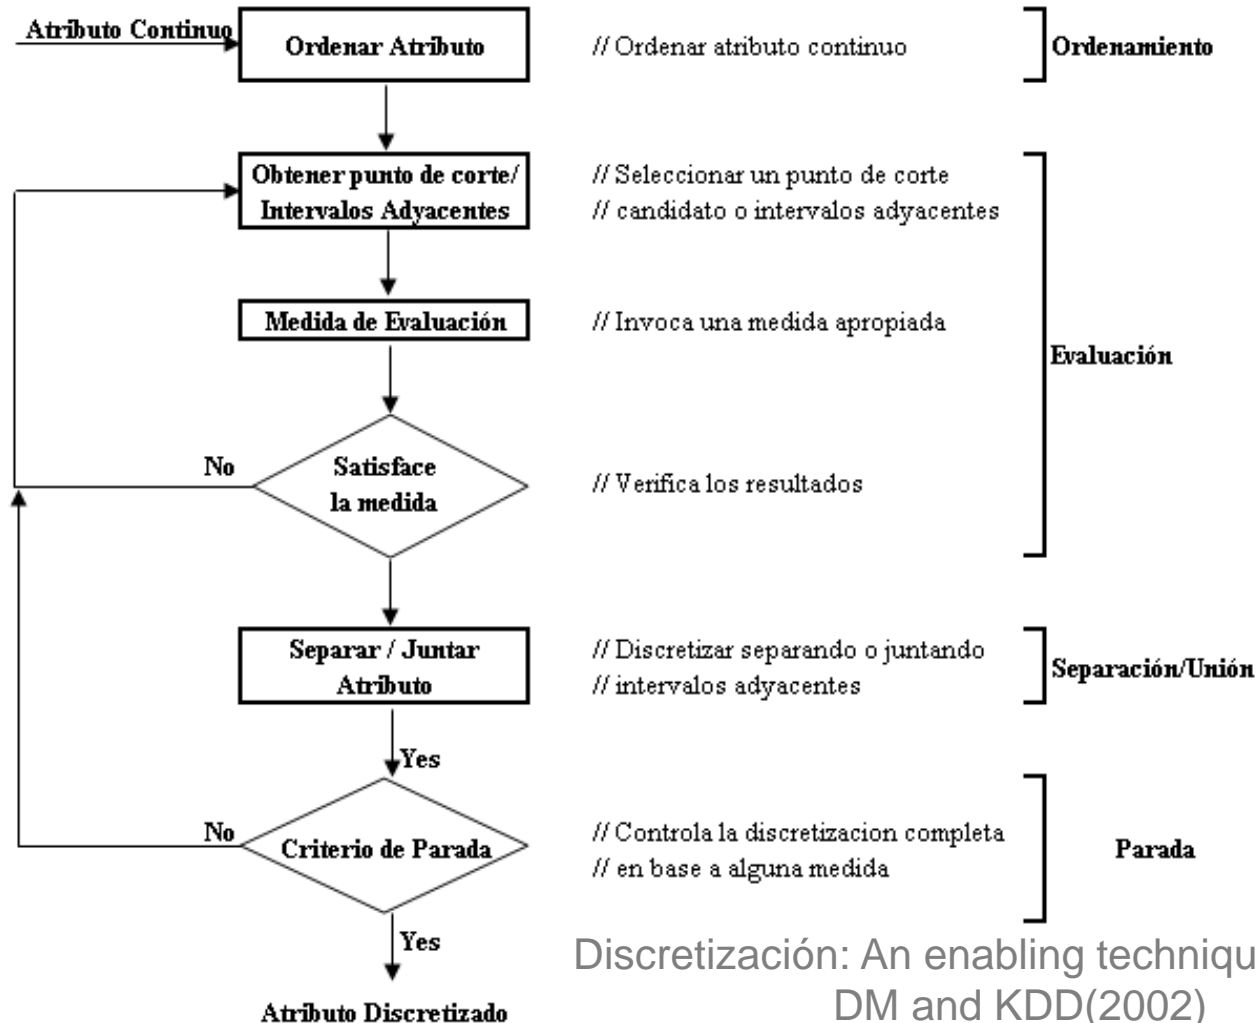 Atributo Continuo
Ordenar Atributo
// Ordenar atributo continuo
Ordenamiento
Obtener punto de corte/
Intervalos Adyacentes
// Seleccionar un punto de corte
// candidato o intervalos adyacentes
Medida de Evaluación
// Invoca una medida apropiada
Evaluación
No
Satisface
la medida
// Verifica los resultados
Separar / Juntar
Atributo
// Discretizar separando o juntando
// intervalos adyacentes
Separación/Unión
Yes
No
Criterio de Parada
// Controla la discretizacion completa
// en base a alguna medida
Parada
Yes
Atributo Discretizado
Discretización: An enabling techniqu
DM and KDD(2002)